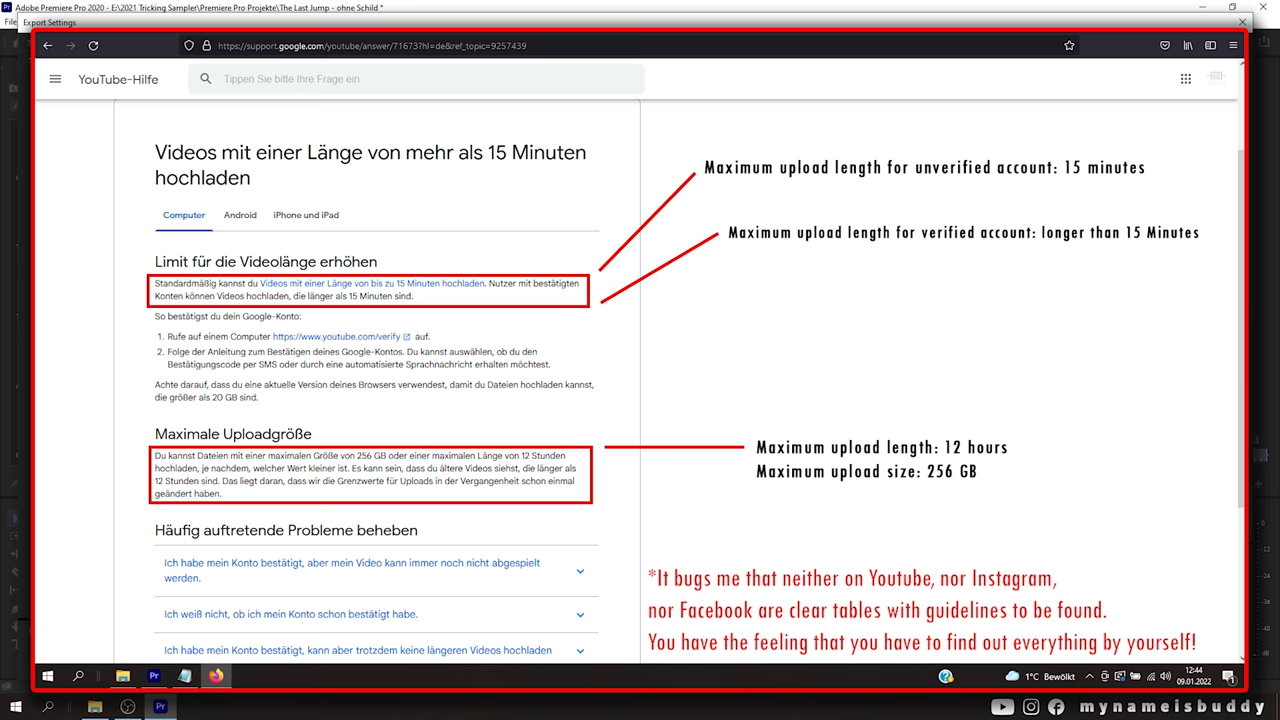 Adobe Premiere Pro 2020 - E:\2021 Tricking Sampler\Premiere Pro Projekte\The Last Jump - ohne Schild *
File
Export Settings
https://support.google.com/youtube/answer/71673?hl=de&ref_topic=9257439
YouTube-Hilfe
Tippen Sie bitte Ihre Frage ein
Videos mit einer Länge von mehr als 15 Minuten
hochladen
Computer Android iPhone und iPad
Limit für die Videolänge erhöhen
Standardmäßig kannst du Videos mit einer Länge von bis zu 15 Minuten hochladen. Nutzer mit bestätigten
Konten können Videos hochladen, die länger als 15 Minuten sind.
So bestätigst du dein Google-Konto:
1. Rufe auf einem Computer https://www.youtube.com/verify auf.
2. Folge der Anleitung zum Bestätigen deines Google-Kontos. Du kannst auswählen, ob du den
Bestätigungscode per SMS oder durch eine automatisierte Sprachnachricht erhalten möchtest.
Achte darauf, dass du eine aktuelle Version deines Browsers verwendest, damit du Dateien hochladen kannst,
die größer als 20 GB sind.
Maximale Uploadgröße
Du kannst Dateien mit einer maximalen Größe von 256 GB oder einer maximalen Länge von 12 Stunden
hochladen, je nachdem, welcher Wert kleiner ist. Es kann sein, dass du ältere Videos siehst, die länger als
12 Stunden sind. Das liegt daran, dass wir die Grenzwerte für Uploads in der Vergangenheit schon einmal
geändert haben.
Häufig auftretende Probleme beheben
Ich habe mein Konto bestätigt, aber mein Video kann immer noch nicht abgespielt
werden.
Ich weiß nicht, ob ich mein Konto schon bestätigt habe.
Ich habe mein Konto bestätigt, kann aber trotzdem keine längeren Videos hochladen
Maximum upload length for unverified account: 15 minutes
Maximum upload length for verified account: longer than 15 Minutes
Maximum upload length: 12 hours
Maximum upload size: 256 GB
*It bugs me that neither on Youtube, nor Instagram,
nor Facebook are clear tables with guidelines to be found.
You have the feeling that you have to find out everything by yourself!
1°C Bewölkt
12:44
09.01.2022
mynameisbuddy